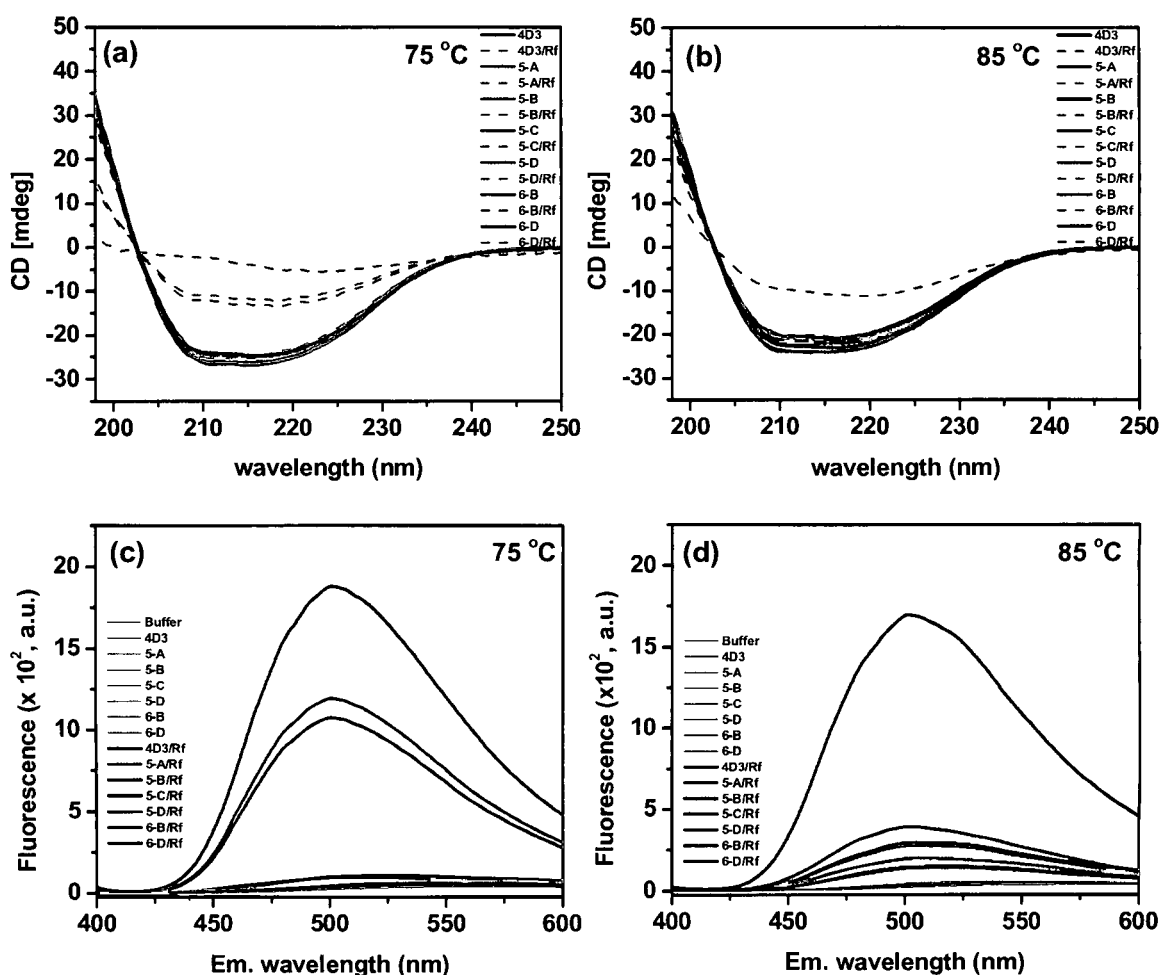 (a)
75 °C
50
40
30
20
10
0
-10
-20
-30
CD [mdeg]
200 210 220 230 240 250
wavelength (nm)
4D3
4D3/Rf
5-A
5-A/Rf
5-B
5-B/Rf
5-C
5-C/Rf
5-D
5-D/Rf
6-B
6-B/Rf
6-D
6-D/Rf
(b)
85 °C
50
40
30
20
10
0
-10
-20
-30
CD [mdeg]
200 210 220 230 240 250
wavelength (nm)
4D3
4D3/Rf
5-A
5-A/Rf
5-B
5-B/Rf
5-C
5-C/Rf
5-D
5-D/Rf
6-B
6-B/Rf
6-D
6-D/Rf
(c)
75 °C
20
15
10
5
0
Fluorescence (x 10², a.u.)
400 450 500 550 600
Em. wavelength (nm)
Buffer
4D3
5-A
5-B
5-C
5-D
6-B
6-D
4D3/Rf
5-A/Rf
5-B/Rf
5-C/Rf
5-D/Rf
6-B/Rf
6-D/Rf
(d)
85 °C
20
15
10
5
0
Fluorescence (x10², a.u.)
400 450 500 550 600
Em. wavelength (nm)
Buffer
4D3
5-A
5-B
5-C
5-D
6-B
6-D
4D3/Rf
5-A/Rf
5-B/Rf
5-C/Rf
5-D/Rf
6-B/Rf
6-D/Rf